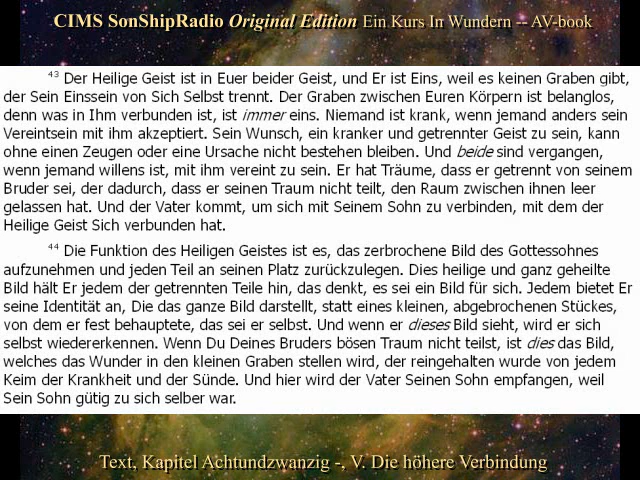 CIMS SonShipRadio Original Edition Ein Kurs In Wundern -- AV-book
43 Der Heilige Geist ist in Euer beider Geist, und Er ist Eins, weil es keinen Graben gibt,
der Sein Einssein von Sich Selbst trennt. Der Graben zwischen Euren Körpern ist belanglos,
denn was in Ihm verbunden ist, ist immer eins. Niemand ist krank, wenn jemand anders sein
Vereintsein mit ihm akzeptiert. Sein Wunsch, ein kranker und getrennter Geist zu sein, kann
ohne einen Zeugen oder eine Ursache nicht bestehen bleiben. Und beide sind vergangen,
wenn jemand willens ist, mit ihm vereint zu sein. Er hat Träume, dass er getrennt von seinem
Bruder sei, der dadurch, dass er seinen Traum nicht teilt, den Raum zwischen ihnen leer
gelassen hat. Und der Vater kommt, um sich mit Seinem Sohn zu verbinden, mit dem der
Heilige Geist Sich verbunden hat.
44 Die Funktion des Heiligen Geistes ist es, das zerbrochene Bild des Gottessohnes
aufzunehmen und jeden Teil an seinen Platz zurückzulegen. Dies heilige und ganz geheilte
Bild hält Er jedem der getrennten Teile hin, das denkt, es sei ein Bild für sich. Jedem bietet Er
seine Identität an, Die das ganze Bild darstellt, statt eines kleinen, abgebrochenen Stückes,
von dem er fest behauptete, das sei er selbst. Und wenn er dieses Bild sieht, wird er sich
selbst wiedererkennen. Wenn Du Deines Bruders bösen Traum nicht teilst, ist dies das Bild,
welches das Wunder in den kleinen Graben stellen wird, der reingehalten wurde von jedem
Keim der Krankheit und der Sünde. Und hier wird der Vater Seinen Sohn empfangen, weil
Sein Sohn gütig zu sich selber war.
Text, Kapitel Achtundzwanzig -, V. Die höhere Verbindung